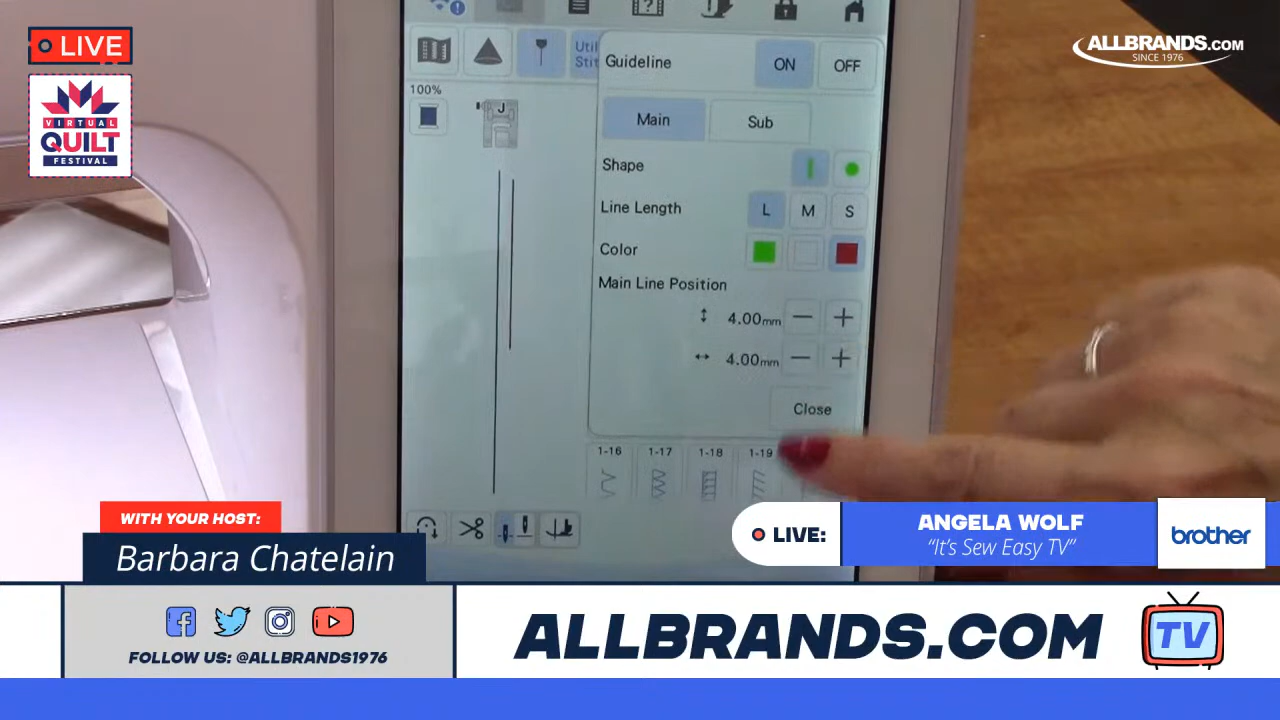 LIVE
VIRTUAL
QUILT
FESTIVAL
ALLBRANDS.COM
SINCE 1976
Guideline ON OFF
Util
Stit
100%
J
Main Sub
Shape
Line Length L M S
Color
Main Line Position
4.00mm − +
4.00mm − +
Close
1-16 1-17 1-18 1-19
WITH YOUR HOST:
Barbara Chatelain
LIVE:
ANGELA WOLF
"It's Sew Easy TV"
brother
FOLLOW US: @ALLBRANDS1976
ALLBRANDS.COM
TV